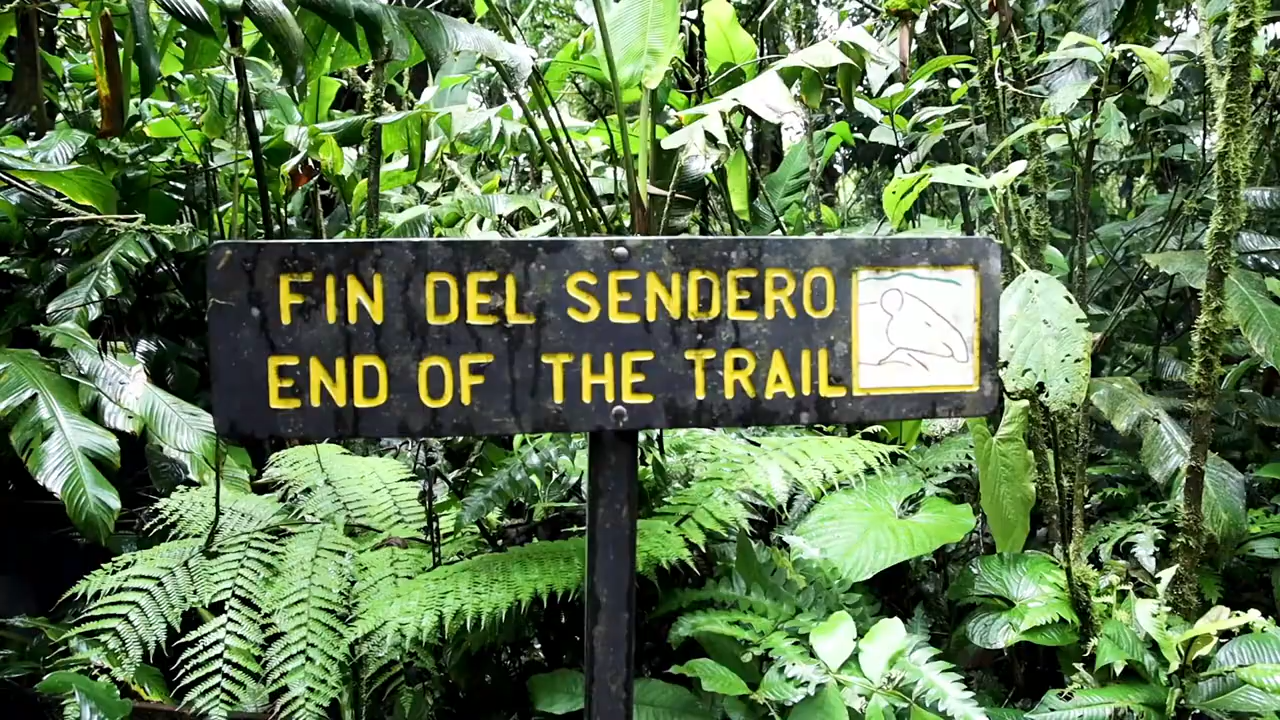 FIN DEL SENDERO
END OF THE TRAIL